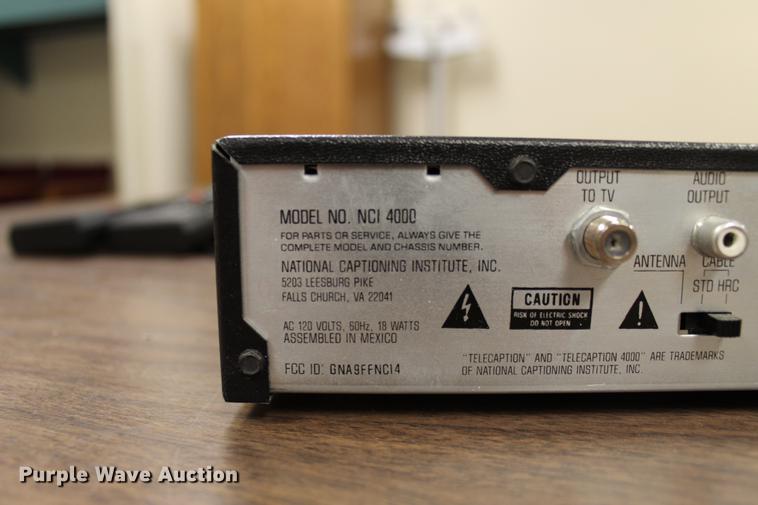 OUTPUT
TO TV
AUDIO
OUTPUT
MODEL NO. NCI 4000
FOR PARTS OR SERVICE, ALWAYS GIVE THE
COMPLETE MODEL AND CHASSIS NUMBER.
NATIONAL CAPTIONING INSTITUTE, INC.
5203 LEESBURG PIKE
FALLS CHURCH, VA 22041
ANTENNA
CABLE
STD HRC
CAUTION
RISK OF ELECTRIC SHOCK
DO NOT OPEN
!
AC 120 VOLTS, 60Hz, 18 WATTS
ASSEMBLED IN MEXICO
FCC ID: GNA9FFNCI4
"TELECAPTION" AND "TELECAPTION 4000" ARE TRADEMARKS
OF NATIONAL CAPTIONING INSTITUTE, INC.
Purple Wave Auction